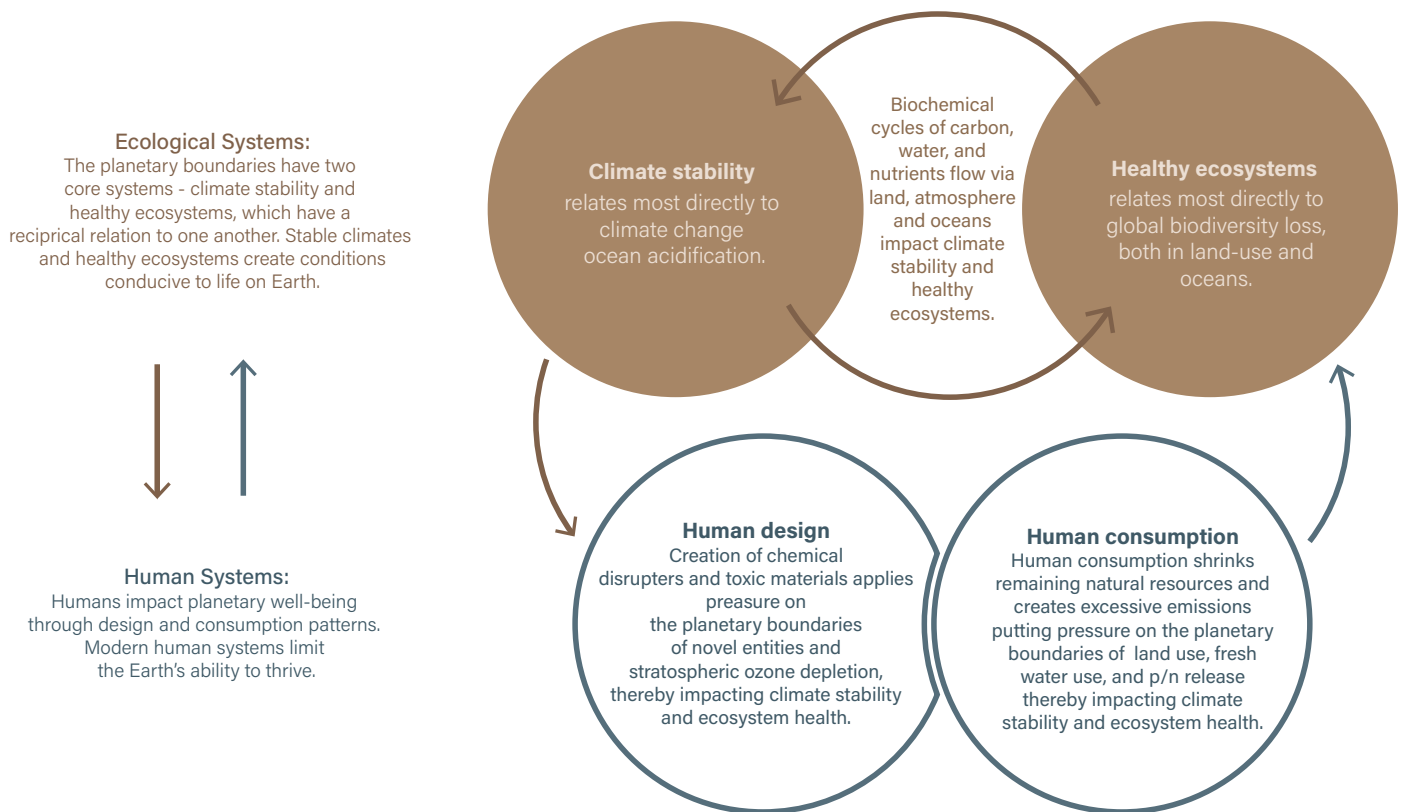 Ecological Systems:
The planetary boundaries have two
core systems - climate stability and
healthy ecosystems, which have a
reciprical relation to one another. Stable climates
and healthy ecosystems create conditions
conducive to life on Earth.
Climate stability
relates most directly to
climate change
ocean acidification.
Biochemical
cycles of carbon,
water, and
nutrients flow via
land, atmosphere
and oceans
impact climate
stability and
healthy
ecosystems.
Healthy ecosystems
relates most directly to
global biodiversity loss,
both in land-use and
oceans.
Human Systems:
Humans impact planetary well-being
through design and consumption patterns.
Modern human systems limit
the Earth's ability to thrive.
Human design
Creation of chemical
disrupters and toxic materials applies
preasure on
the planetary boundaries
of novel entities and
stratospheric ozone depletion,
thereby impacting climate stability
and ecosystem health.
Human consumption
Human consumption shrinks
remaining natural resources and
creates excessive emissions
putting pressure on the planetary
boundaries of land use, fresh
water use, and p/n release
thereby impacting climate
stability and ecosystem health.